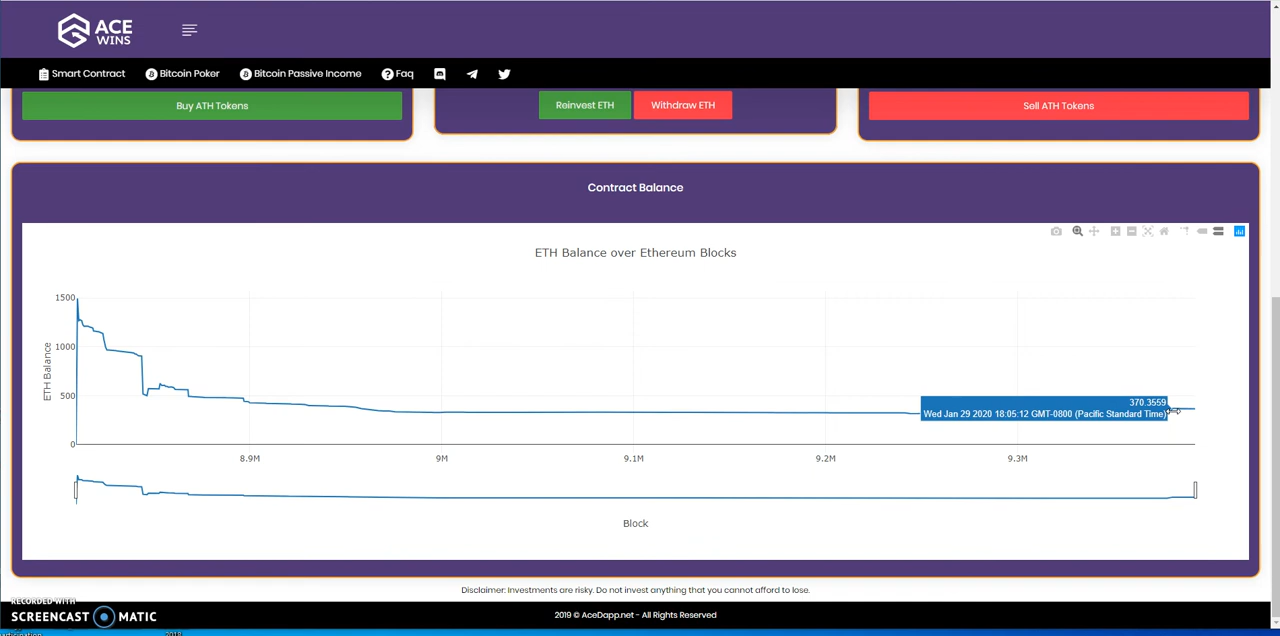 ACE
WINS
Smart Contract Bitcoin Poker Bitcoin Passive Income Faq
Buy ATH Tokens
Reinvest ETH Withdraw ETH
Sell ATH Tokens
Contract Balance
ETH Balance over Ethereum Blocks
ETH Balance
1500
1000
500
0
370.3559
Wed Jan 29 2020 18:05:12 GMT-0800 (Pacific Standard Time)
8.9M 9M 9.1M 9.2M 9.3M
Block
Disclaimer: Investments are risky. Do not invest anything that you cannot afford to lose.
RECORDED WITH
SCREENCAST MATIC
2019 © AceDapp.net - All Rights Reserved
2018